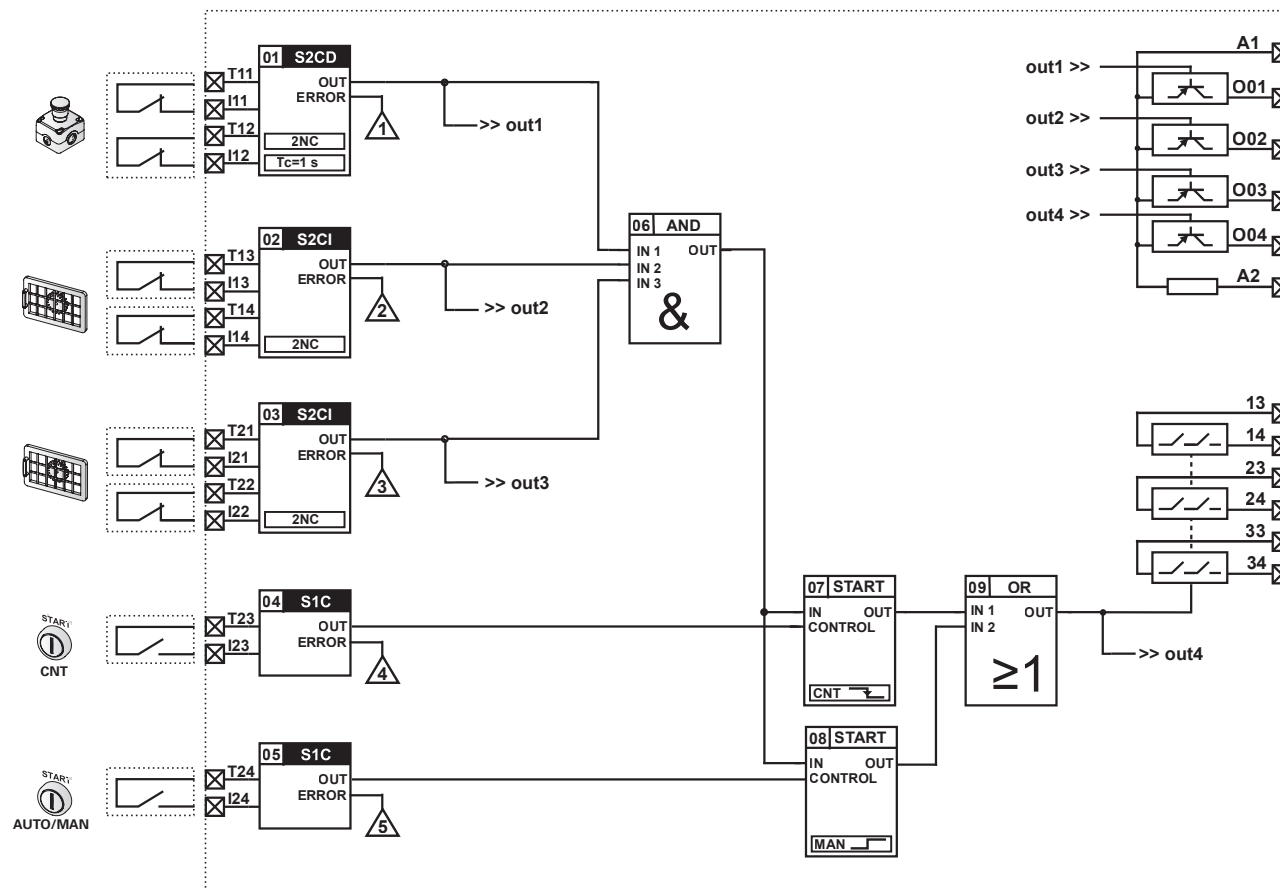 01 S2CD
T11
I11
T12
I12
OUT
ERROR
2NC
Tc=1 s
1
>> out1
02 S2CI
T13
I13
T14
I14
OUT
ERROR
2NC
2
>> out2
03 S2CI
T21
I21
T22
I22
OUT
ERROR
2NC
3
>> out3
06 AND
IN 1
IN 2
IN 3
OUT
&
START
CNT
04 S1C
T23
I23
OUT
ERROR
4
START
AUTO/MAN
05 S1C
T24
I24
OUT
ERROR
5
07 START
IN OUT
CONTROL
CNT
08 START
IN OUT
CONTROL
MAN
09 OR
IN 1 OUT
IN 2
≥1
>> out4
A1
out1 >>
O01
out2 >>
O02
out3 >>
O03
out4 >>
O04
A2
13
14
23
24
33
34